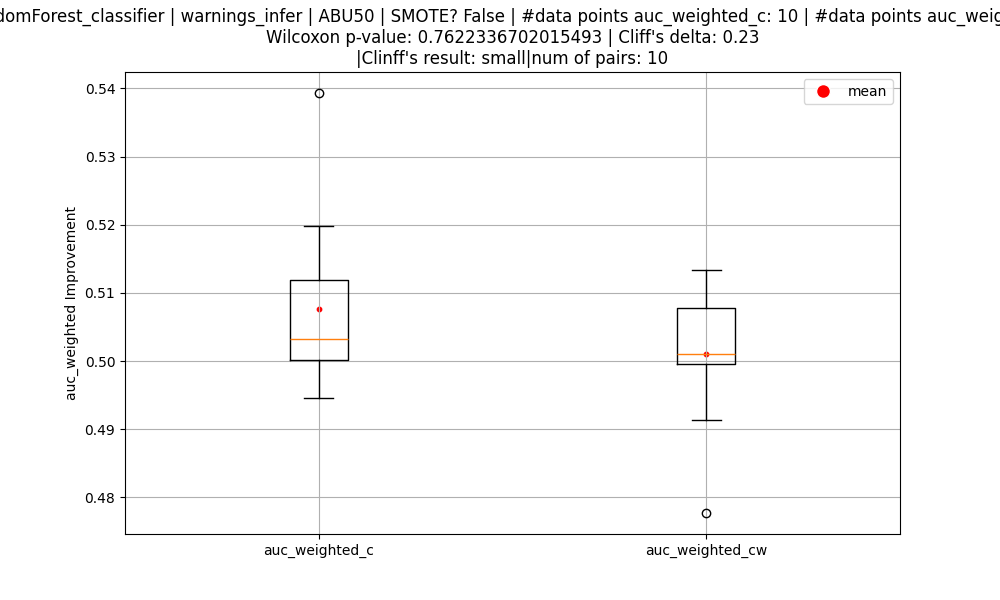 domForest_classifier | warnings_infer | ABU50 | SMOTE? False | #data points auc_weighted_c: 10 | #data points auc_weig
Wilcoxon p-value: 0.7622336702015493 | Cliff's delta: 0.23
|Clinff's result: small|num of pairs: 10
mean
0.54
0.53
0.52
0.51
0.50
0.49
0.48
auc_weighted Improvement
auc_weighted_c
auc_weighted_cw